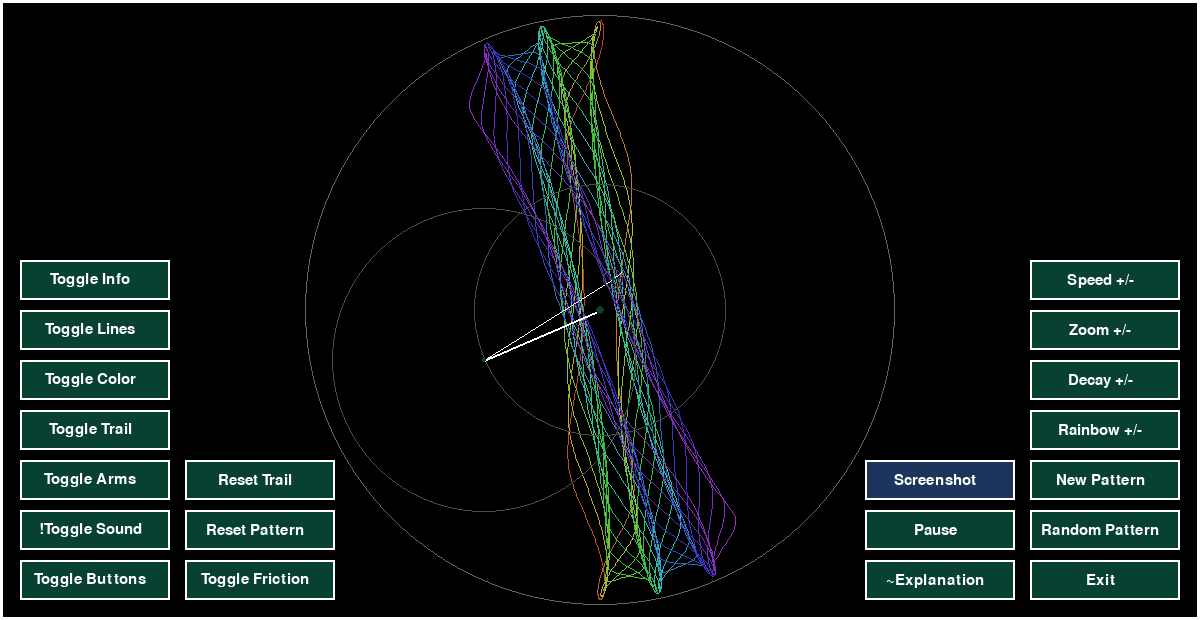 Toggle Info
Toggle Lines
Toggle Color
Toggle Trail
Toggle Arms
!Toggle Sound
Toggle Buttons
Reset Trail
Reset Pattern
Toggle Friction
Screenshot
Pause
~Explanation
Speed +/-
Zoom +/-
Decay +/-
Rainbow +/-
New Pattern
Random Pattern
Exit